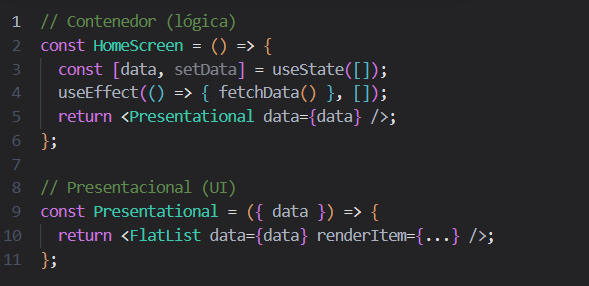 1 // Contenedor (lógica)
2 const HomeScreen = () => {
3 const [data, setData] = useState([]);
4 useEffect(() => { fetchData() }, []);
5 return <Presentational data={data} />;
6 };
7
8 // Presentacional (UI)
9 const Presentational = ({ data }) => {
10 return <FlatList data={data} renderItem={...} />;
11 };